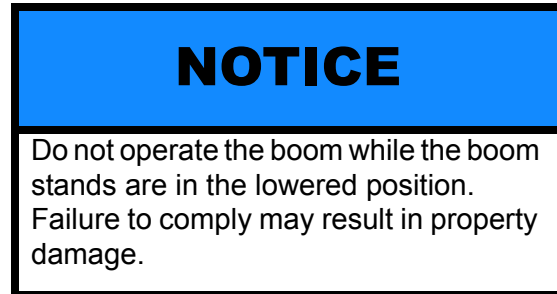 NOTICE
Do not operate the boom while the boom
stands are in the lowered position.
Failure to comply may result in property
damage.